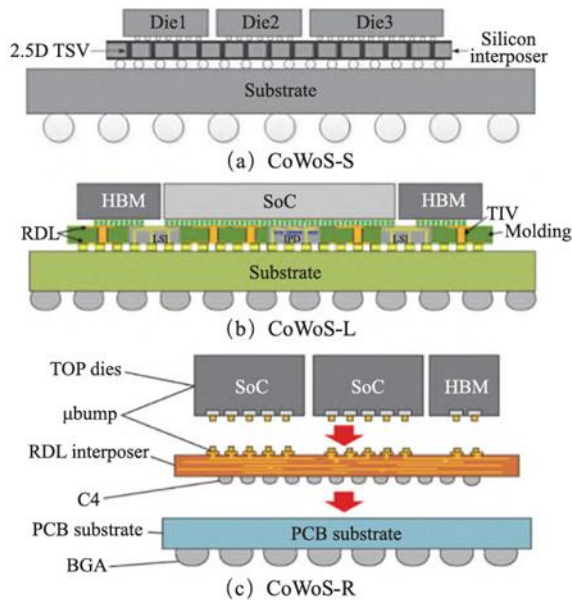 Die1 Die2 Die3
2.5D TSV
Silicon
interposer
Substrate
(a) CoWoS-S
HBM SoC HBM
RDL
TIV
LSI IPD LSI
Molding
Substrate
(b) CoWoS-L
TOP dies
SoC SoC HBM
μbump
RDL interposer
C4
PCB substrate
PCB substrate
BGA
(c) CoWoS-R